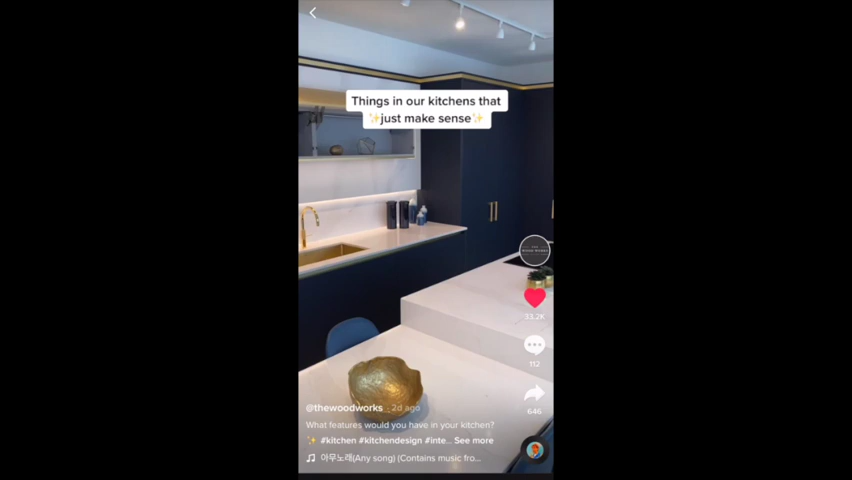 Things in our kitchens that
✨just make sense✨
33.2K
112
646
@thewoodworks · 2d ago
What features would you have in your kitchen?
✨ #kitchen #kitchendesign #inte... See more
아무노래(Any song) (Contains music fro...